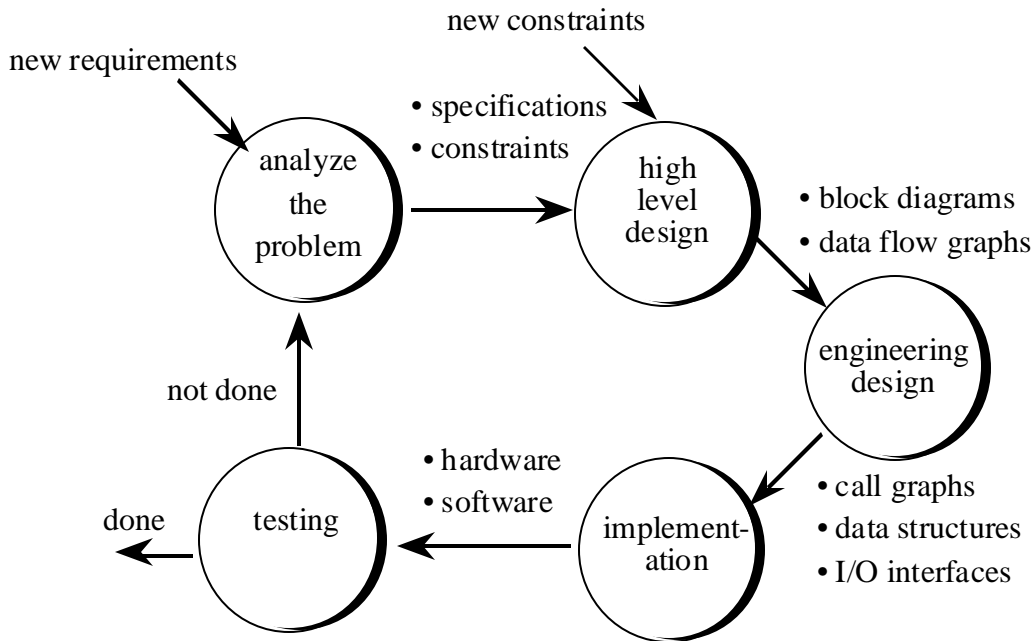 new constraints
new requirements
• specifications
• constraints
analyze
the
problem
high
level
design
• block diagrams
• data flow graphs
engineering
design
not done
• hardware
• software
• call graphs
• data structures
• I/O interfaces
done
testing
implement-
ation